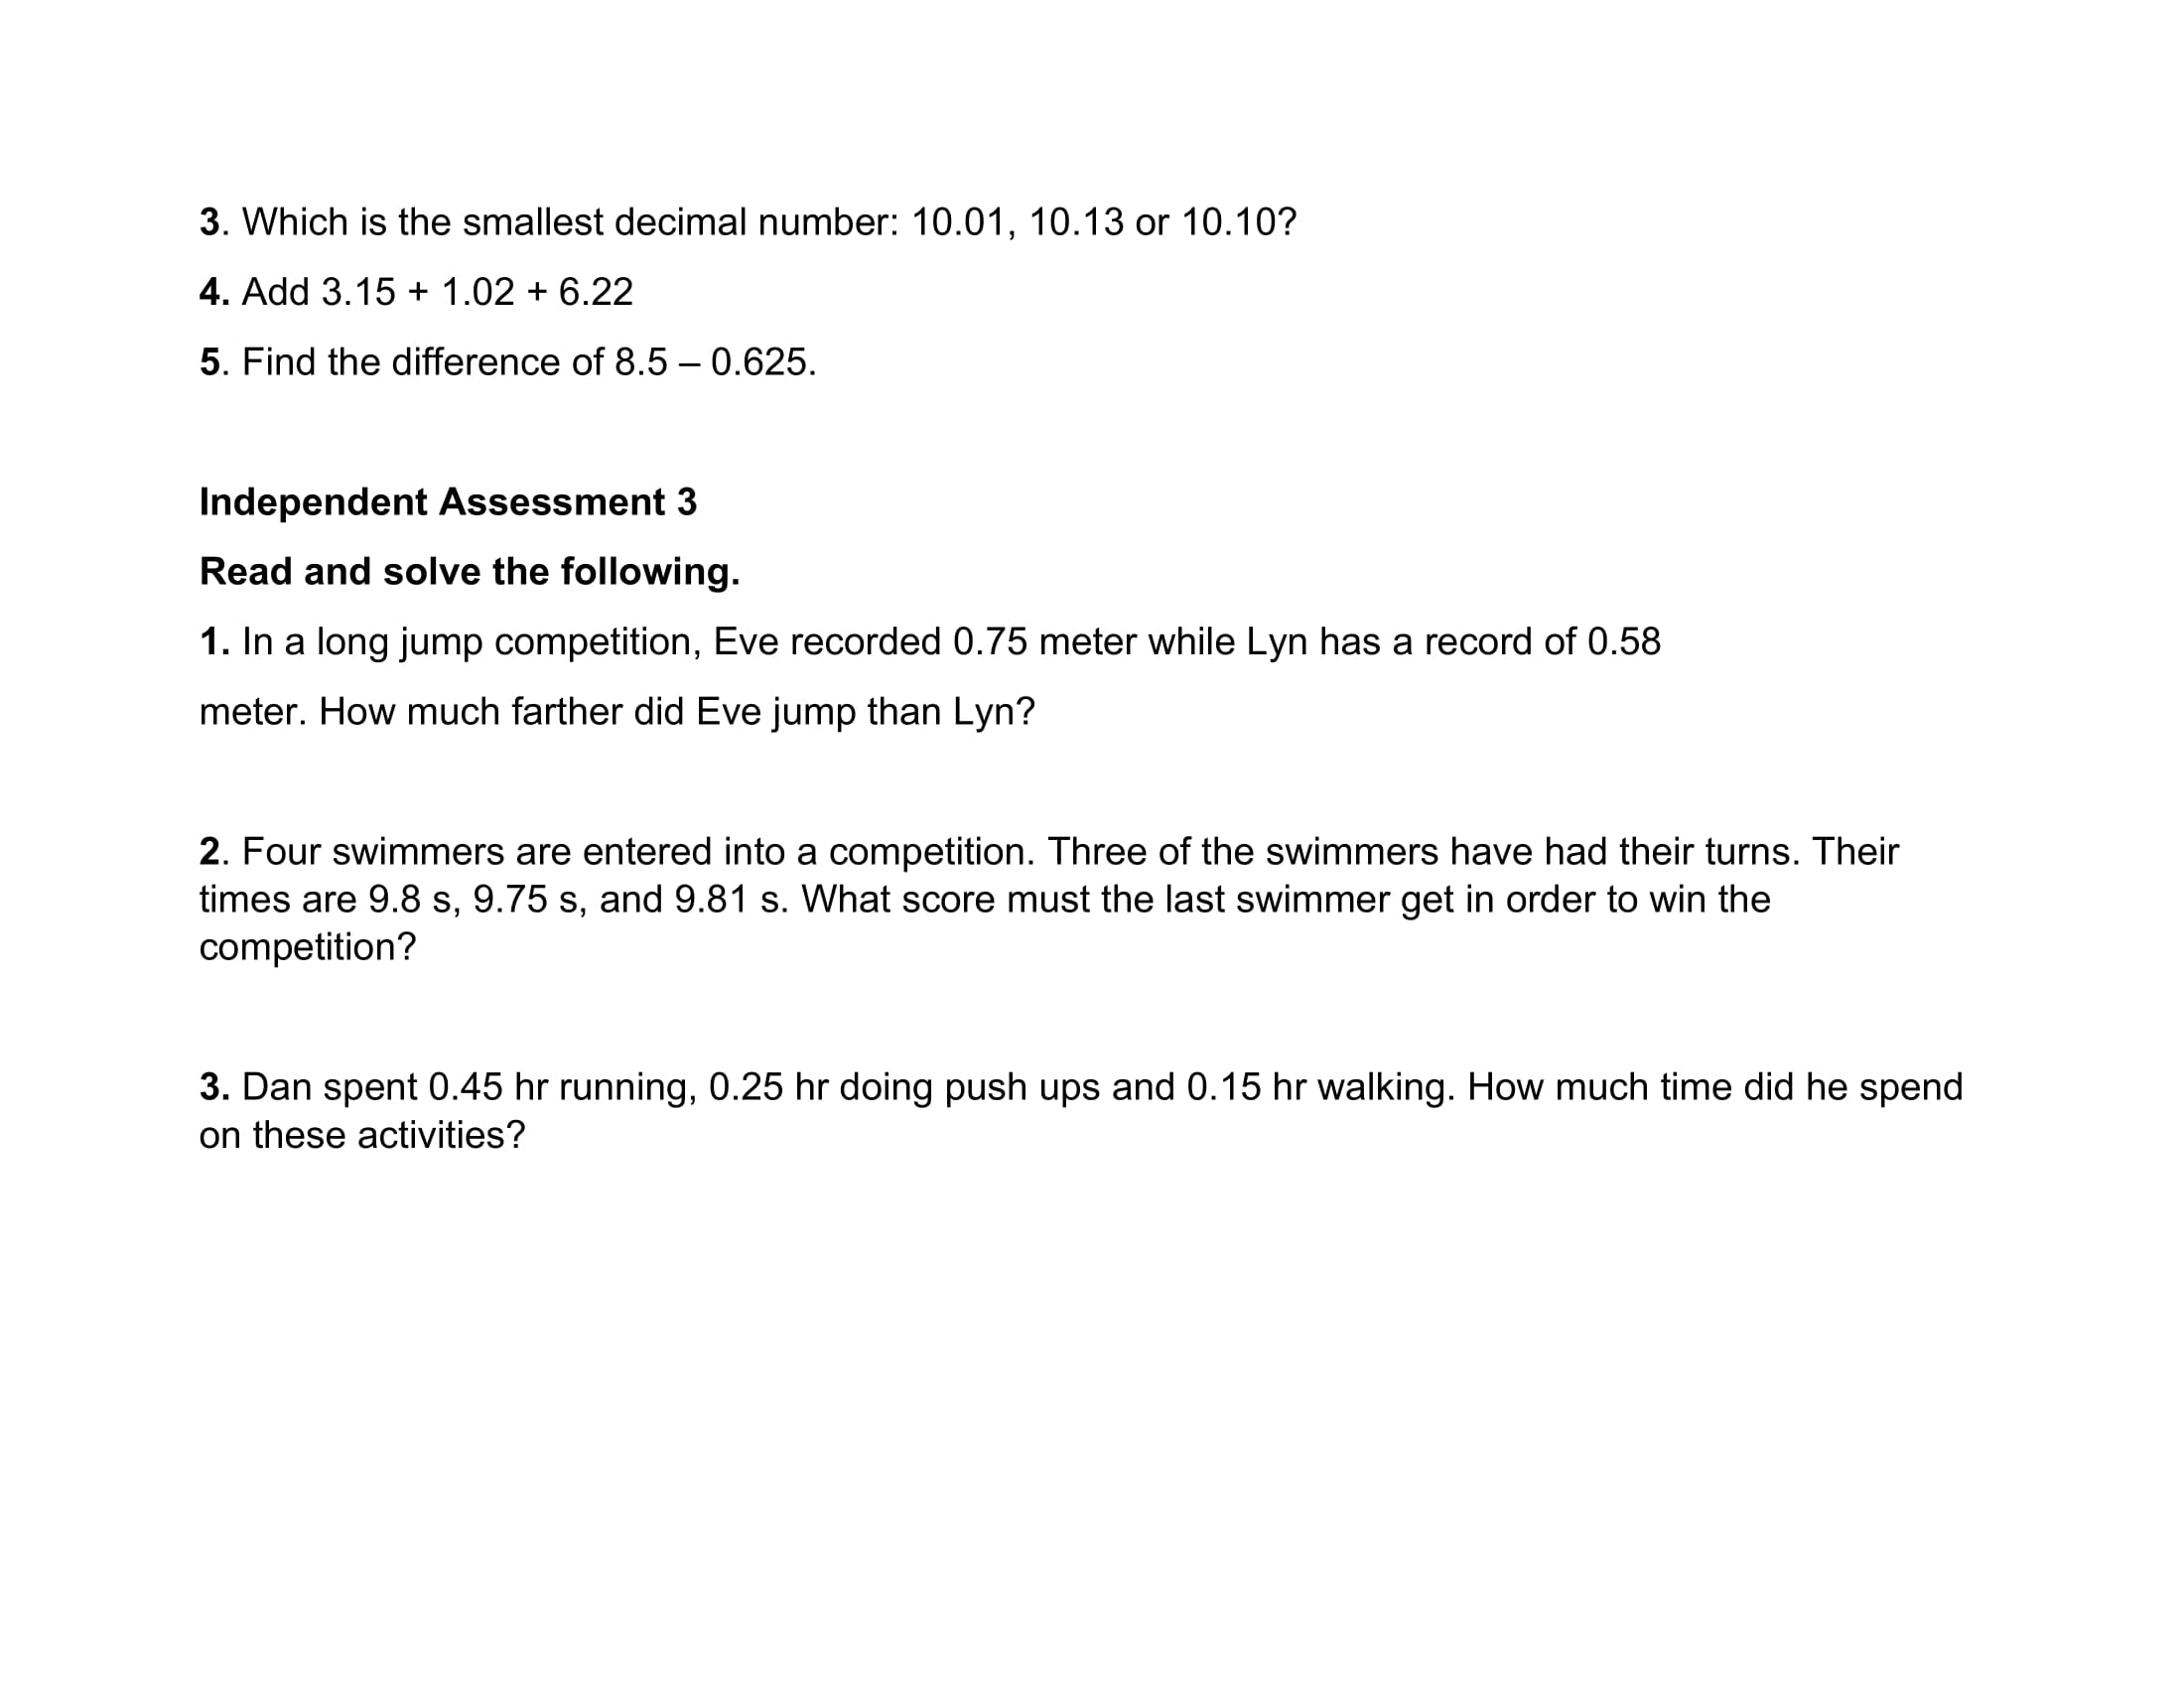 3. Which is the smallest decimal number: 10.01, 10.13 or 10.10?
4. Add 3.15 + 1.02 + 6.22
5. Find the difference of 8.5 – 0.625.
Independent Assessment 3
Read and solve the following.
1. In a long jump competition, Eve recorded 0.75 meter while Lyn has a record of 0.58
meter. How much farther did Eve jump than Lyn?
2. Four swimmers are entered into a competition. Three of the swimmers have had their turns. Their
times are 9.8 s, 9.75 s, and 9.81 s. What score must the last swimmer get in order to win the
competition?
3. Dan spent 0.45 hr running, 0.25 hr doing push ups and 0.15 hr walking. How much time did he spend
on these activities?